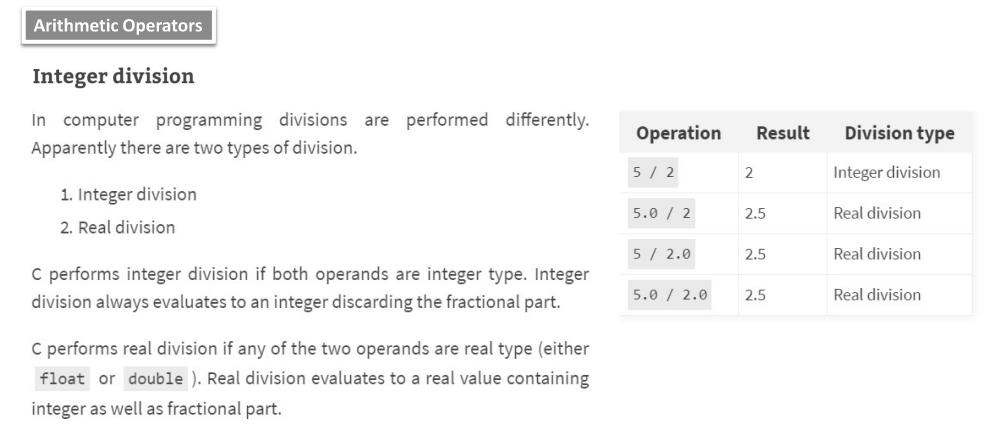 Arithmetic Operators
Integer division
In computer programming divisions are performed differently.
Apparently there are two types of division.
1. Integer division
2. Real division
C performs integer division if both operands are integer type. Integer
division always evaluates to an integer discarding the fractional part.
C performs real division if any of the two operands are real type (either
float or double ). Real division evaluates to a real value containing
integer as well as fractional part.
Operation Result Division type
5 / 2 2 Integer division
5.0 / 2 2.5 Real division
5 / 2.0 2.5 Real division
5.0 / 2.0 2.5 Real division